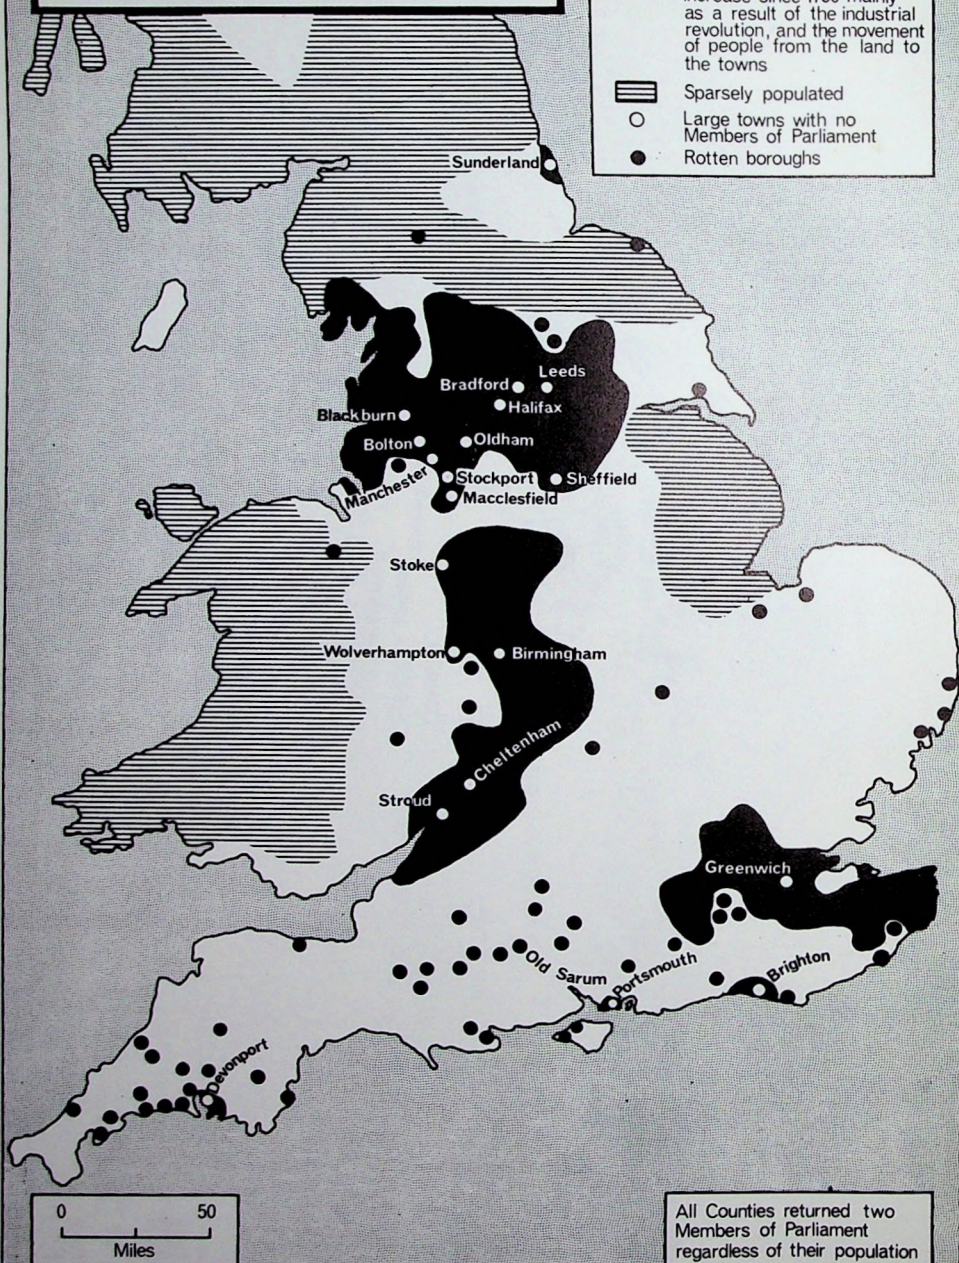 as a result of the industrial
revolution, and the movement
of people from the land to
the towns
Sparsely populated
Large towns with no
Members of Parliament
Rotten boroughs
Sunderland
Leeds
Bradford
Halifax
Blackburn
Bolton
Oldham
Manchester
Stockport
Sheffield
Macclesfield
Stoke
Wolverhampton
Birmingham
Cheltenham
Stroud
Greenwich
Old Sarum
Portsmouth
Brighton
Devonport
0 50
Miles
All Counties returned two
Members of Parliament
regardless of their population